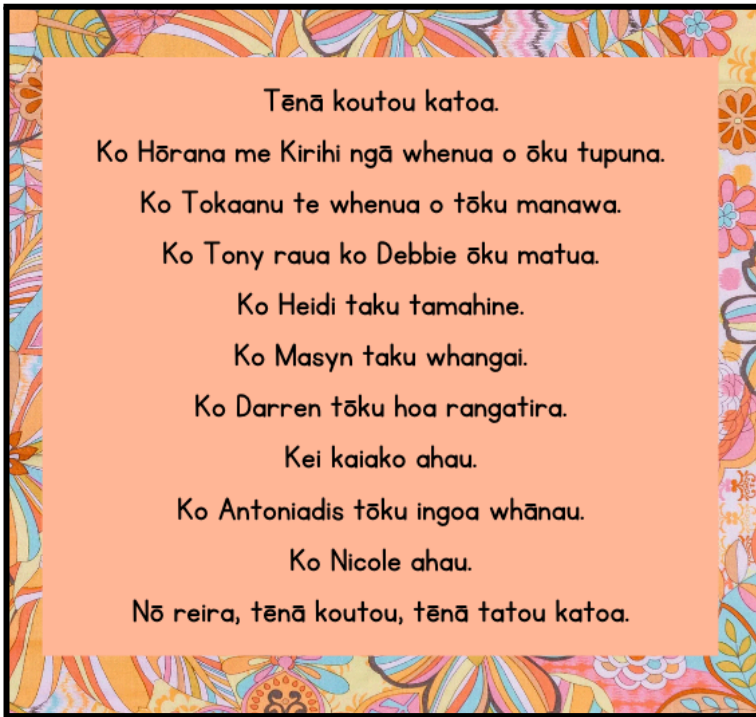 Tēnā koutou katoa.
Ko Hōrana me Kirihi ngā whenua o ōku tupuna.
Ko Tokaanu te whenua o tōku manawa.
Ko Tony raua ko Debbie ōku matua.
Ko Heidi taku tamahine.
Ko Masyn taku whangai.
Ko Darren tōku hoa rangatira.
Kei kaiako ahau.
Ko Antoniadis tōku ingoa whānau.
Ko Nicole ahau.
Nō reira, tēnā koutou, tēnā tatou katoa.